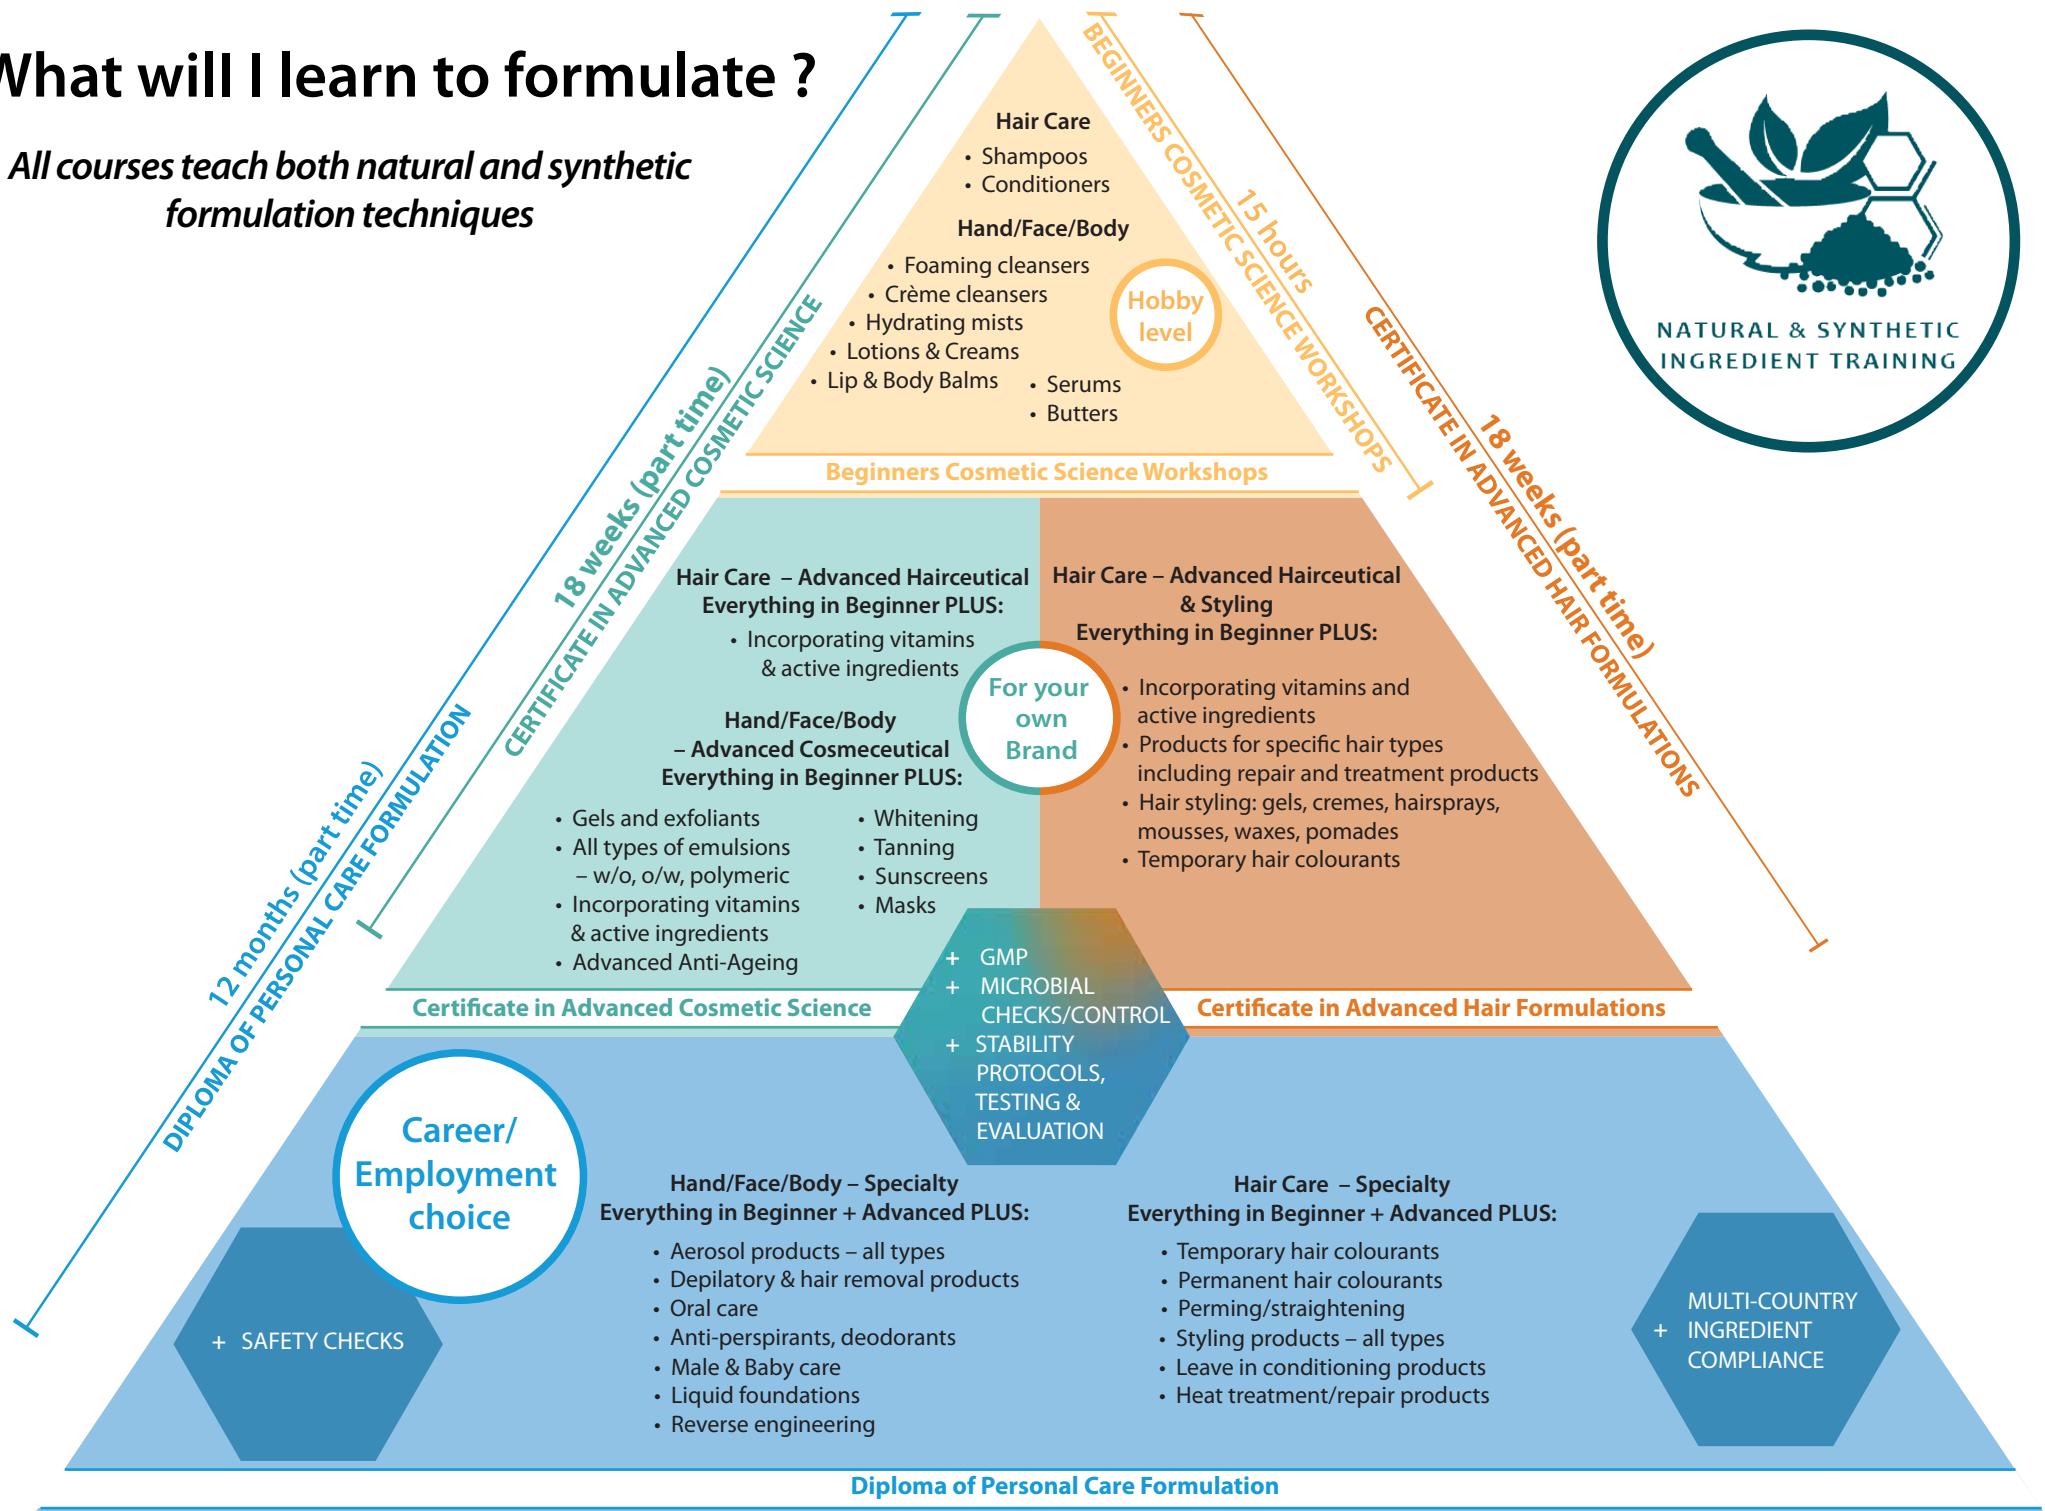 What will I learn to formulate ?
All courses teach both natural and synthetic
formulation techniques
NATURAL & SYNTHETIC
INGREDIENT TRAINING
12 months (part time)
DIPLOMA OF PERSONAL CARE FORMULATION
18 weeks (part time)
CERTIFICATE IN ADVANCED COSMETIC SCIENCE
BEGINNERS COSMETIC SCIENCE WORKSHOPS
15 hours
CERTIFICATE IN ADVANCED HAIR FORMULATIONS
18 weeks (part time)
Hair Care
• Shampoos
• Conditioners
Hand/Face/Body
• Foaming cleansers
• Crème cleansers
• Hydrating mists
• Lotions & Creams
• Lip & Body Balms
• Serums
• Butters
Hobby
level
Beginners Cosmetic Science Workshops
Hair Care – Advanced Hairceutical
Everything in Beginner PLUS:
• Incorporating vitamins
& active ingredients
Hand/Face/Body
– Advanced Cosmeceutical
Everything in Beginner PLUS:
• Gels and exfoliants
• All types of emulsions
– w/o, o/w, polymeric
• Incorporating vitamins
& active ingredients
• Advanced Anti-Ageing
• Whitening
• Tanning
• Sunscreens
• Masks
For your
own
Brand
Hair Care – Advanced Hairceutical
& Styling
Everything in Beginner PLUS:
• Incorporating vitamins and
active ingredients
• Products for specific hair types
including repair and treatment products
• Hair styling: gels, cremes, hairsprays,
mousses, waxes, pomades
• Temporary hair colourants
+ GMP
+ MICROBIAL
CHECKS/CONTROL
+ STABILITY
PROTOCOLS,
TESTING &
EVALUATION
Certificate in Advanced Cosmetic Science
Certificate in Advanced Hair Formulations
Career/
Employment
choice
+ SAFETY CHECKS
Hand/Face/Body – Specialty
Everything in Beginner + Advanced PLUS:
• Aerosol products – all types
• Depilatory & hair removal products
• Oral care
• Anti-perspirants, deodorants
• Male & Baby care
• Liquid foundations
• Reverse engineering
Hair Care – Specialty
Everything in Beginner + Advanced PLUS:
• Temporary hair colourants
• Permanent hair colourants
• Perming/straightening
• Styling products – all types
• Leave in conditioning products
• Heat treatment/repair products
MULTI-COUNTRY
+ INGREDIENT
COMPLIANCE
Diploma of Personal Care Formulation